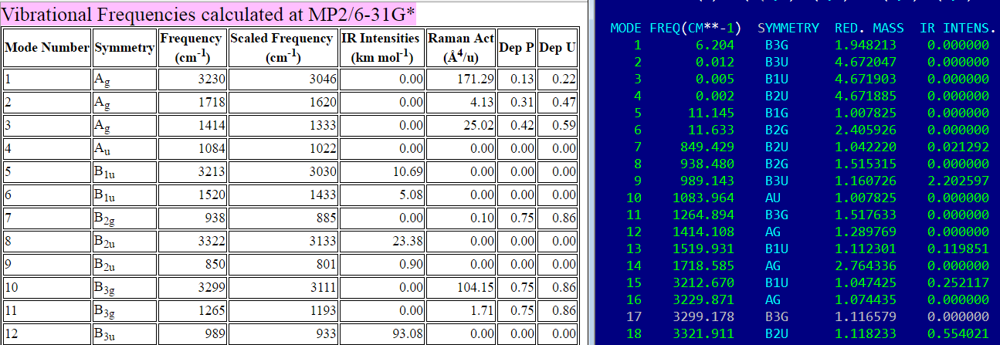 Vibrational Frequencies calculated at MP2/6-31G*
Mode Number Symmetry Frequency (cm-1) Scaled Frequency (cm-1) IR Intensities (km mol-1) Raman Act (Å4/u) Dep P Dep U
1 Ag 3230 3046 0.00 171.29 0.13 0.22
2 Ag 1718 1620 0.00 4.13 0.31 0.47
3 Ag 1414 1333 0.00 25.02 0.42 0.59
4 Au 1084 1022 0.00 0.00 0.00 0.00
5 B1u 3213 3030 10.69 0.00 0.00 0.00
6 B1u 1520 1433 5.08 0.00 0.00 0.00
7 B2g 938 885 0.00 0.10 0.75 0.86
8 B2u 3322 3133 23.38 0.00 0.00 0.00
9 B2u 850 801 0.90 0.00 0.00 0.00
10 B3g 3299 3111 0.00 104.15 0.75 0.86
11 B3g 1265 1193 0.00 1.71 0.75 0.86
12 B3u 989 933 93.08 0.00 0.00 0.00
MODE FREQ(CM**-1) SYMMETRY RED. MASS IR INTENS.
1 6.204 B3G 1.948213 0.000000
2 0.012 B3U 4.672047 0.000000
3 0.005 B1U 4.671903 0.000000
4 0.002 B2U 4.671885 0.000000
5 11.145 B1G 1.007825 0.000000
6 11.633 B2G 2.405926 0.000000
7 849.429 B2U 1.042220 0.021292
8 938.480 B2G 1.515315 0.000000
9 989.143 B3U 1.160726 2.202597
10 1083.964 AU 1.007825 0.000000
11 1264.894 B3G 1.517633 0.000000
12 1414.108 AG 1.289769 0.000000
13 1519.931 B1U 1.112301 0.119851
14 1718.585 AG 2.764336 0.000000
15 3212.670 B1U 1.047425 0.252117
16 3229.871 AG 1.074435 0.000000
17 3299.178 B3G 1.116579 0.000000
18 3321.911 B2U 1.118233 0.554021